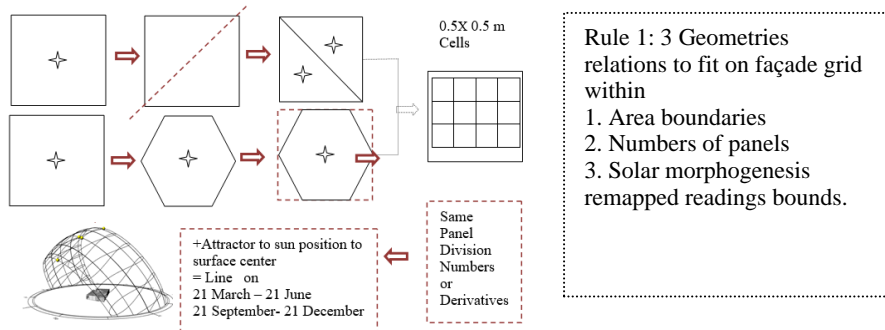 0.5X 0.5 m
Cells
Same
Panel
Division
Numbers
or
Derivatives
+Attractor to sun position to
surface center
= Line on
21 March – 21 June
21 September- 21 December
Rule 1: 3 Geometries
relations to fit on façade grid
within
1. Area boundaries
2. Numbers of panels
3. Solar morphogenesis
remapped readings bounds.